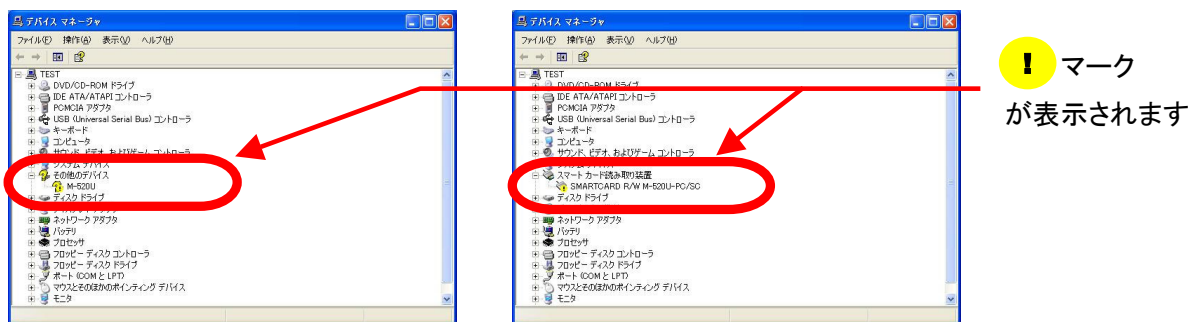 デバイス マネージャ
ファイル(F) 操作(A) 表示(V) ヘルプ(H)
TEST
DVD/CD-ROM ドライブ
IDE ATA/ATAPI コントローラ
PCMCIA アダプタ
USB (Universal Serial Bus) コントローラ
キーボード
コンピュータ
サウンド、ビデオ、およびゲーム コントローラ
システム デバイス
その他のデバイス
M-520U
ディスク ドライブ
ネットワーク アダプタ
バッテリ
プロセッサ
フロッピー ディスク コントローラ
フロッピー ディスク ドライブ
ポート (COM と LPT)
マウスとそのほかのポインティング デバイス
モニタ
デバイス マネージャ
ファイル(F) 操作(A) 表示(V) ヘルプ(H)
TEST
DVD/CD-ROM ドライブ
IDE ATA/ATAPI コントローラ
PCMCIA アダプタ
USB (Universal Serial Bus) コントローラ
キーボード
コンピュータ
サウンド、ビデオ、およびゲーム コントローラ
スマート カード読み取り装置
SMARTCARD R/W M-520U-PC/SC
ディスク ドライブ
ネットワーク アダプタ
バッテリ
プロセッサ
フロッピー ディスク コントローラ
フロッピー ディスク ドライブ
ポート (COM と LPT)
マウスとそのほかのポインティング デバイス
モニタ
! マーク
が表示されます